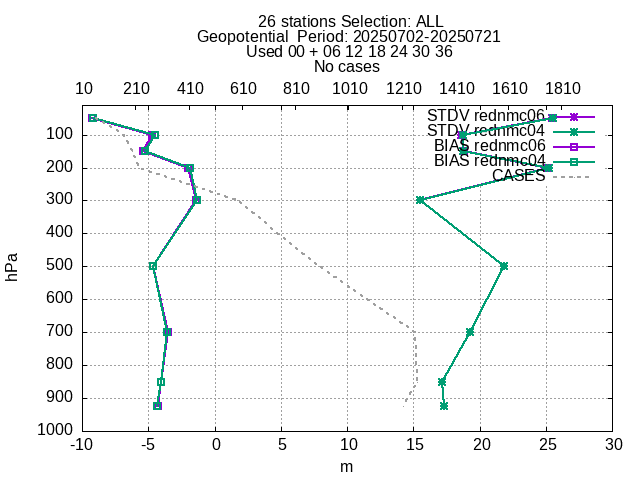 26 stations Selection: ALL
Geopotential  Period: 20250702-20250721
Used 00 + 06 12 18 24 30 36
No cases
10 210 410 610 810 1010 1210 1410 1610 1810
STDV rednmc06
STDV rednmc04
BIAS rednmc06
BIAS rednmc04
CASES
100
200
300
400
500
600
700
800
900
1000
hPa
-10 -5 0 5 10 15 20 25 30
m